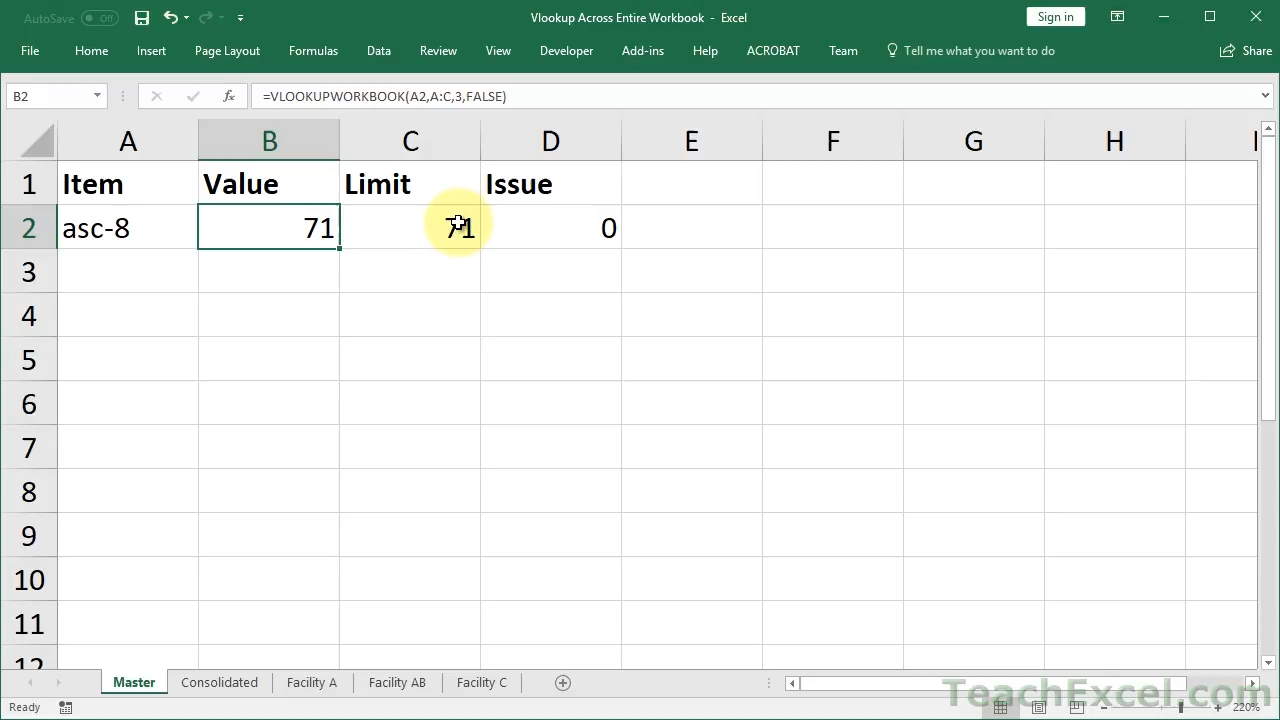 AutoSave Off
Vlookup Across Entire Workbook - Excel
Sign in
File Home Insert Page Layout Formulas Data Review View Developer Add-ins Help ACROBAT Team Tell me what you want to do Share
B2 fx =VLOOKUPWORKBOOK(A2,A:C,3,FALSE)
A B C D E F G H
1 Item Value Limit Issue
2 asc-8 71 71 0
3
4
5
6
7
8
9
10
11
12
Master Consolidated Facility A Facility AB Facility C
TeachExcel.com
Ready 220%